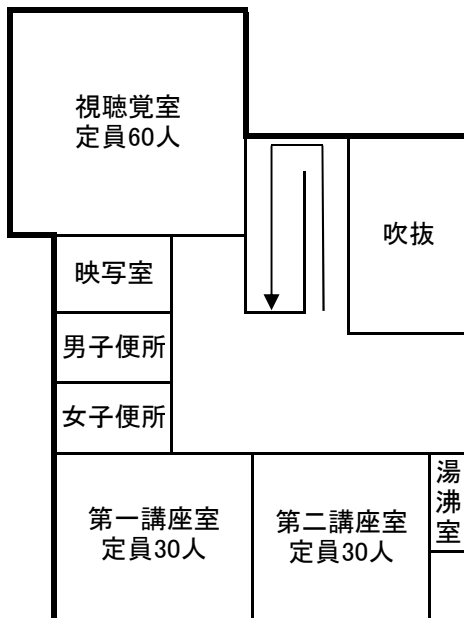 視聴覚室
定員60人
吹抜
映写室
男子便所
女子便所
第一講座室
定員30人
第二講座室
定員30人
湯沸室